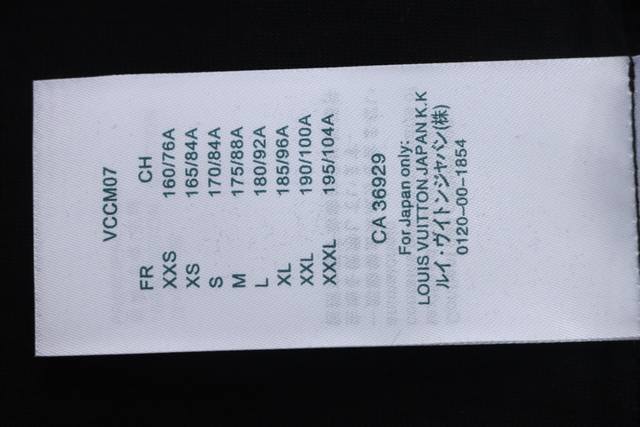 VCCM07
FR CH
XXS 160/76A
XS 165/84A
S 170/84A
M 175/88A
L 180/92A
XL 185/96A
XXL 190/100A
XXXL 195/104A
CA 36929
For Japan only:
LOUIS VUITTON JAPAN K.K
ルイ・ヴィトンジャパン(株)
0120-00-1854